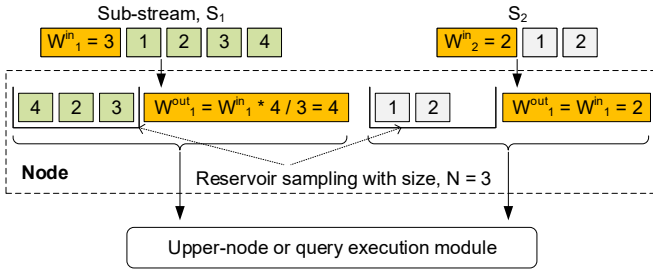 Sub-stream, S₁
S₂
Wⁱⁿ₁ = 3 1 2 3 4
Wⁱⁿ₂ = 2 1 2
4 2 3 Wᵒᵘᵗ₁ = Wⁱⁿ₁ * 4 / 3 = 4
1 2 Wᵒᵘᵗ₁ = Wⁱⁿ₁ = 2
Node
Reservoir sampling with size, N = 3
Upper-node or query execution module